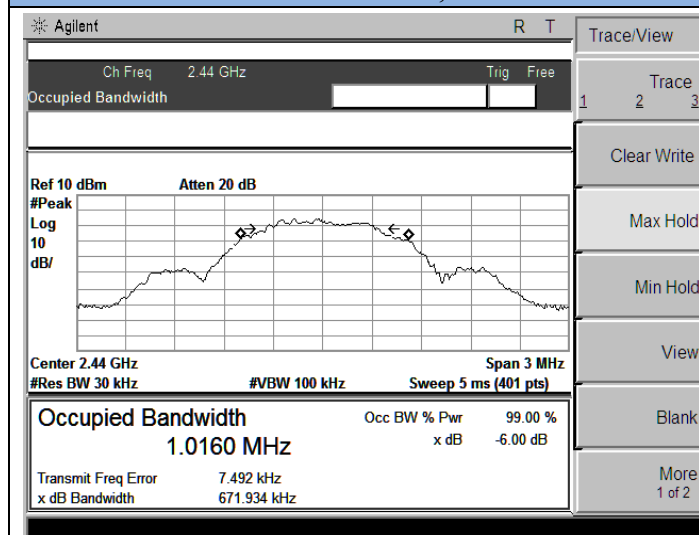 Agilent R T
Ch Freq 2.44 GHz Trig Free
Occupied Bandwidth
Ref 10 dBm Atten 20 dB
#Peak
Log
10
dB/
Center 2.44 GHz Span 3 MHz
#Res BW 30 kHz #VBW 100 kHz Sweep 5 ms (401 pts)
Occupied Bandwidth Occ BW % Pwr 99.00 %
1.0160 MHz x dB -6.00 dB
Transmit Freq Error 7.492 kHz
x dB Bandwidth 671.934 kHz
Trace/View
Trace
1 2 3
Clear Write
Max Hold
Min Hold
View
Blank
More
1 of 2